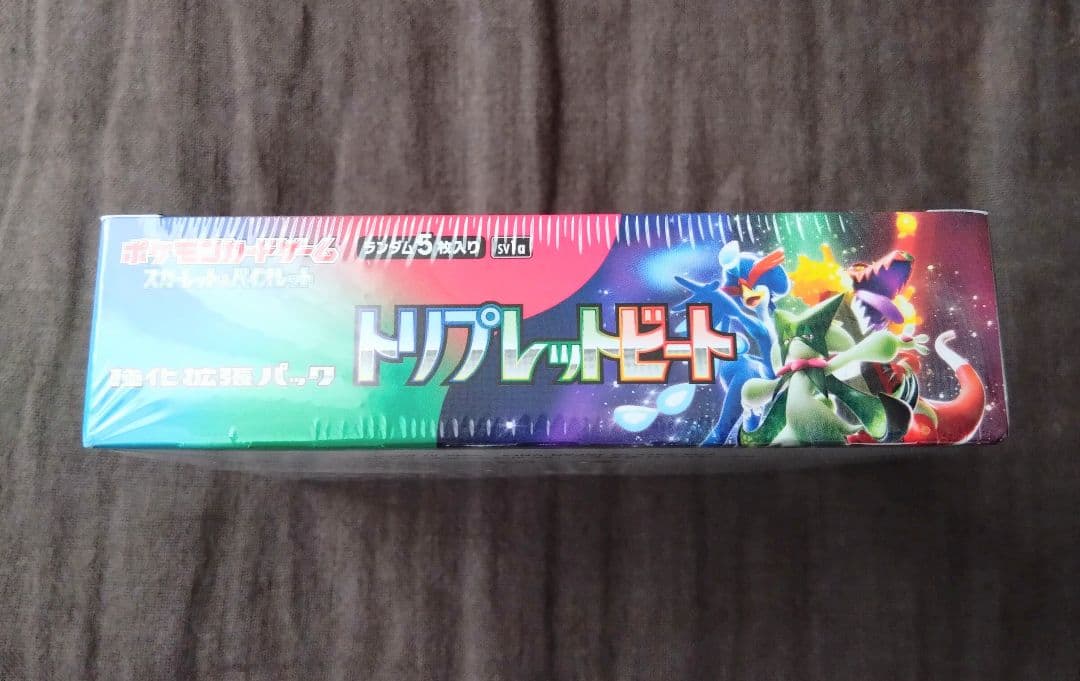 ポケモンカードゲーム
スカーレット&バイオレット
ランダム5枚入り
sv1a
トリプレットビート
強化拡張パック